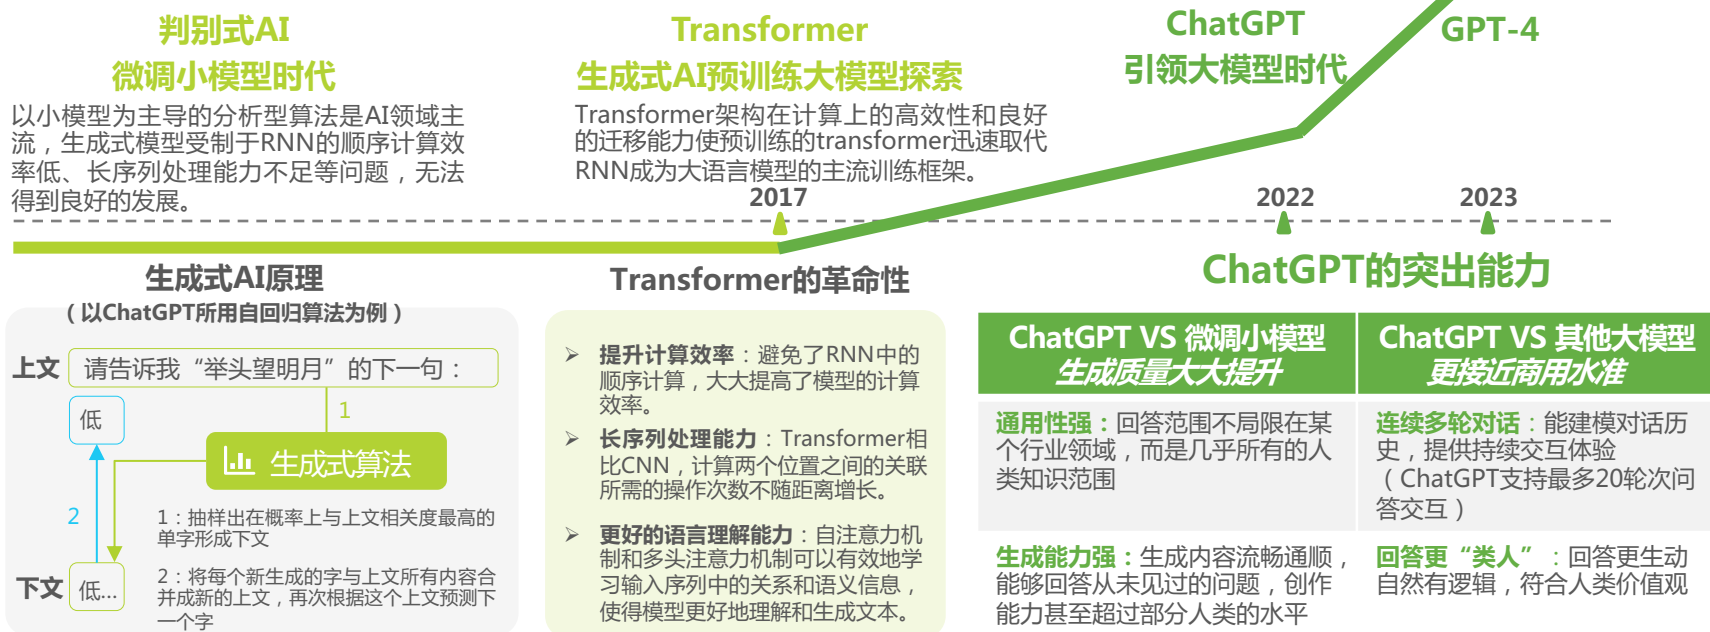 判别式AI
微调小模型时代
以小模型为主导的分析型算法是AI领域主
流，生成式模型受制于RNN的顺序计算效
率低、长序列处理能力不足等问题，无法
得到良好的发展。
Transformer
生成式AI预训练大模型探索
Transformer架构在计算上的高效性和良好
的迁移能力使预训练的transformer迅速取代
RNN成为大语言模型的主流训练框架。
ChatGPT
引领大模型时代
GPT-4
2017
2022
2023
生成式AI原理
（以ChatGPT所用自回归算法为例）
上文
请告诉我“举头望明月”的下一句：
低
1
生成式算法
2
1：抽样出在概率上与上文相关度最高的
单字形成下文
下文
低...
2：将每个新生成的字与上文所有内容合
并成新的上文，再次根据这个上文预测下
一个字
Transformer的革命性
➢ 提升计算效率：避免了RNN中的
顺序计算，大大提高了模型的计算
效率。
➢ 长序列处理能力：Transformer相
比CNN，计算两个位置之间的关联
所需的操作次数不随距离增长。
➢ 更好的语言理解能力：自注意力机
制和多头注意力机制可以有效地学
习输入序列中的关系和语义信息，
使得模型更好地理解和生成文本。
ChatGPT的突出能力
ChatGPT VS 微调小模型
生成质量大大提升
ChatGPT VS 其他大模型
更接近商用水准
通用性强：回答范围不局限在某
个行业领域，而是几乎所有的人
类知识范围
连续多轮对话：能建模对话历
史，提供持续交互体验
（ChatGPT支持最多20轮次问
答交互）
生成能力强：生成内容流畅通顺，
能够回答从未见过的问题，创作
能力甚至超过部分人类的水平
回答更“类人”：回答更生动
自然有逻辑，符合人类价值观